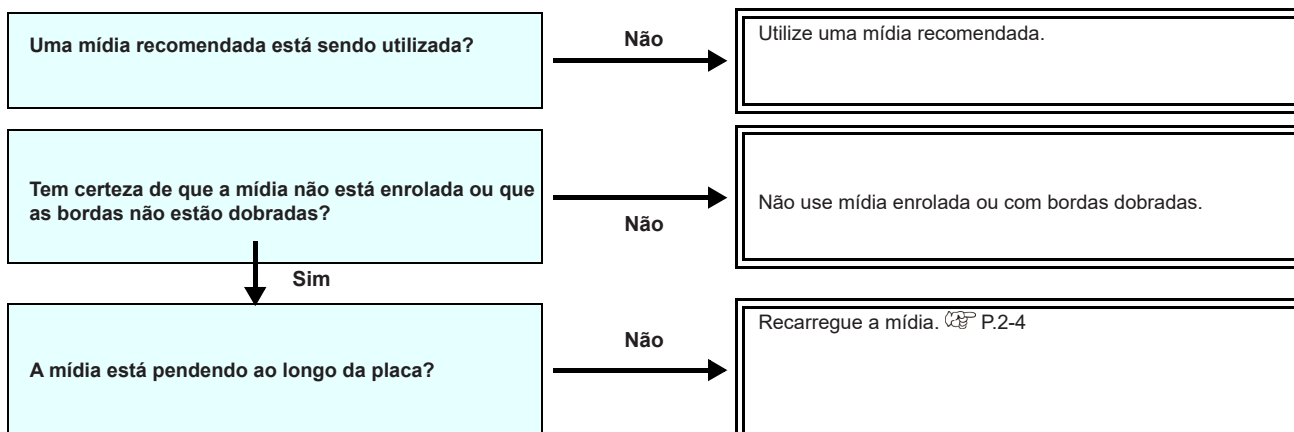 Uma mídia recomendada está sendo utilizada?
Não
Utilize uma mídia recomendada.
Tem certeza de que a mídia não está enrolada ou que
as bordas não estão dobradas?
Não
Não use mídia enrolada ou com bordas dobradas.
Sim
A mídia está pendendo ao longo da placa?
Não
Recarregue a mídia. P.2-4